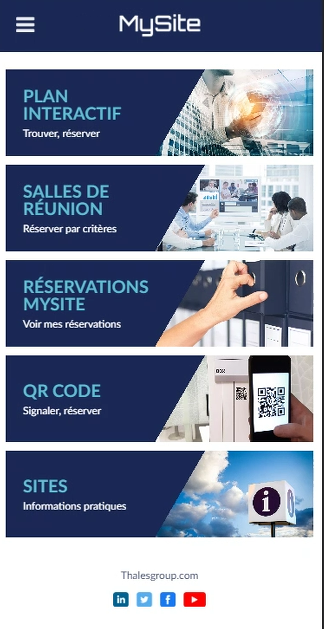 MySite
PLAN
INTERACTIF
Trouver, réserver
SALLES DE
RÉUNION
Réserver par critères
RÉSERVATIONS
MYSITE
Voir mes réservations
QR CODE
Signaler, réserver
SITES
Informations pratiques
Thalesgroup.com